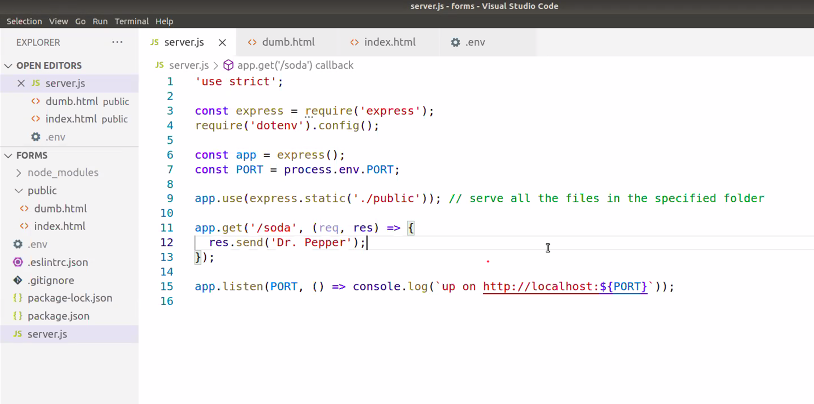 server.js - forms - Visual Studio Code
Selection View Go Run Terminal Help
EXPLORER ···
JS server.js × <> dumb.html <> index.html .env
OPEN EDITORS
× JS server.js
<> dumb.html public
<> index.html public
.env
FORMS
node_modules
public
<> dumb.html
<> index.html
.env
.eslintrc.json
.gitignore
{} package-lock.json
{} package.json
JS server.js
JS server.js > app.get('/soda') callback
1 'use strict';
2
3 const express = require('express');
4 require('dotenv').config();
5
6 const app = express();
7 const PORT = process.env.PORT;
8
9 app.use(express.static('./public')); // serve all the files in the specified folder
10
11 app.get('/soda', (req, res) => {
12 res.send('Dr. Pepper');
13 });
14
15 app.listen(PORT, () => console.log(`up on http://localhost:${PORT}`));
16